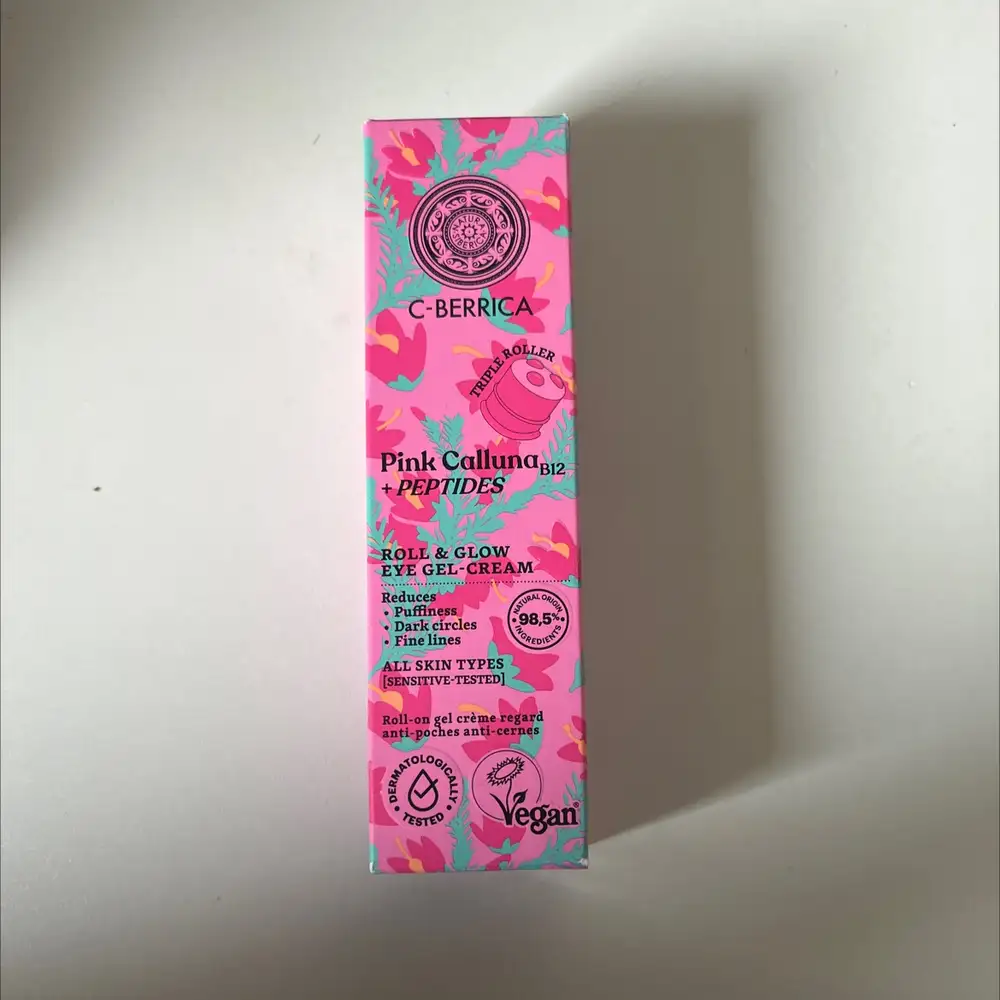 NATURA
SIBERICA
C-BERRICA
TRIPLE ROLLER
Pink Calluna B12
+ PEPTIDES
ROLL & GLOW
EYE GEL-CREAM
Reduces
• Puffiness
• Dark circles
• Fine lines
NATURAL ORIGIN
98,5%
INGREDIENTS
ALL SKIN TYPES
[SENSITIVE-TESTED]
Roll-on gel crème regard
anti-poches anti-cernes
• DERMATOLOGICALLY •
TESTED
Vegan®